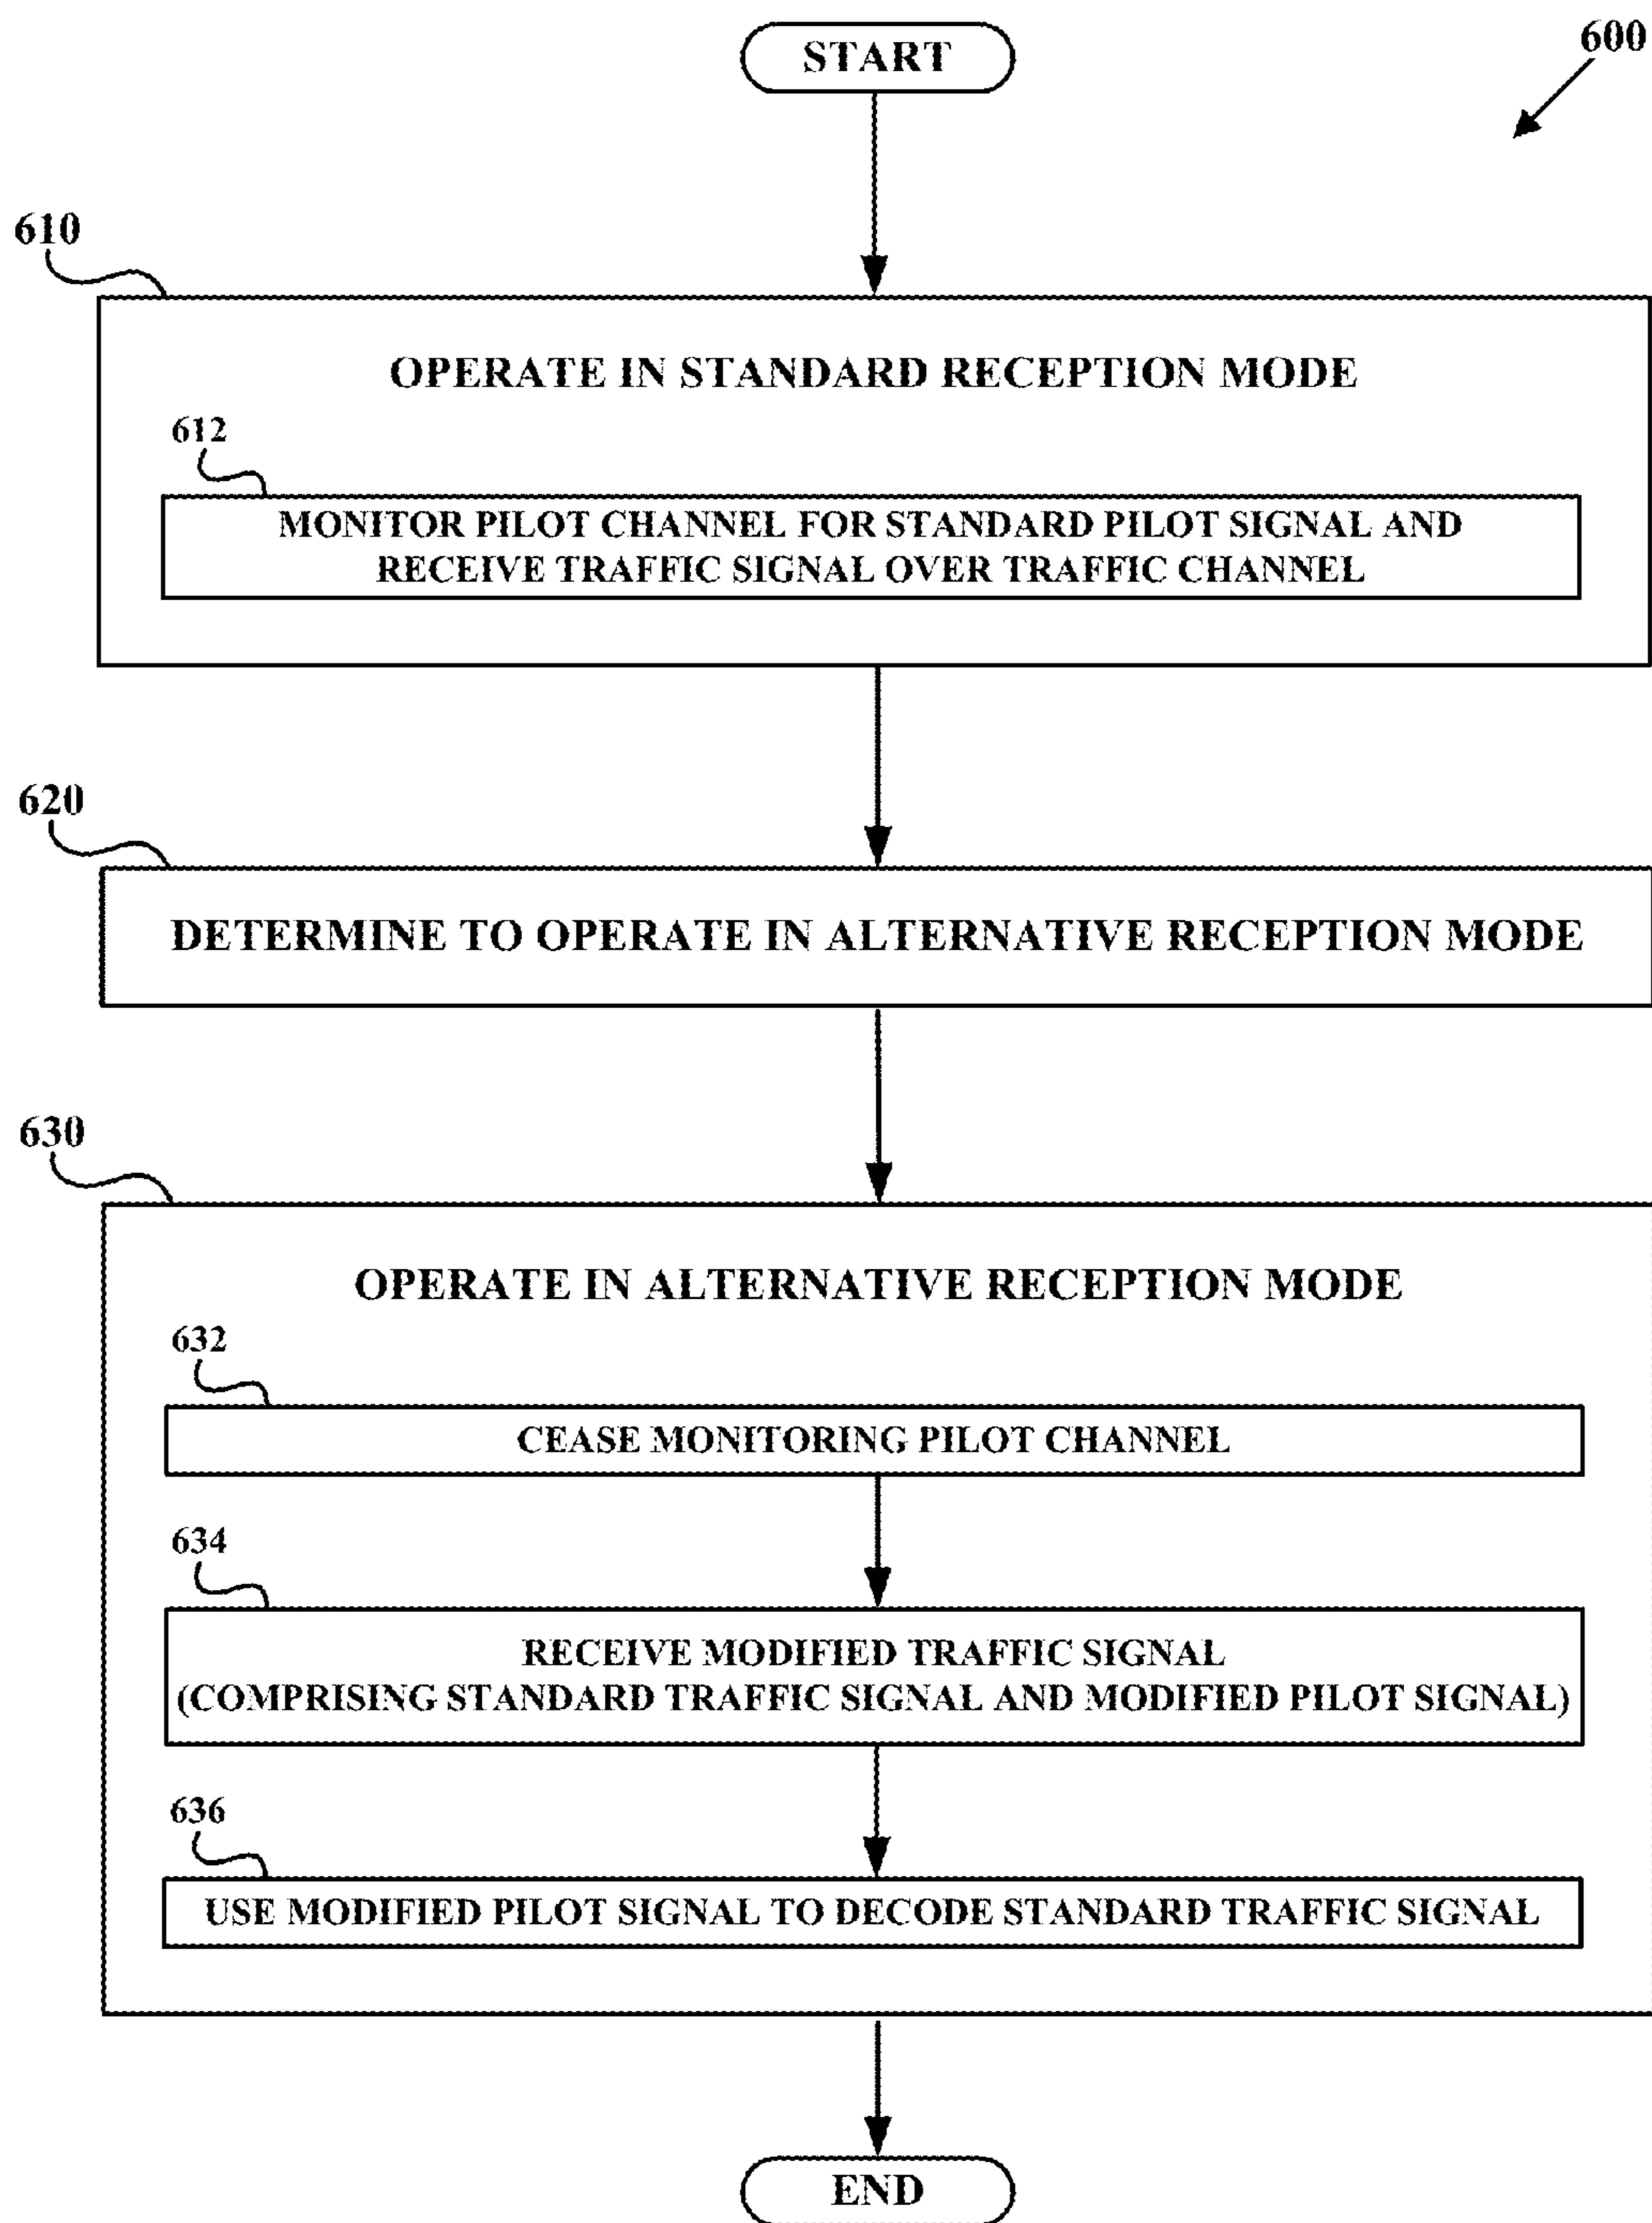 START
600
610
OPERATE IN STANDARD RECEPTION MODE
612
MONITOR PILOT CHANNEL FOR STANDARD PILOT SIGNAL AND
RECEIVE TRAFFIC SIGNAL OVER TRAFFIC CHANNEL
620
DETERMINE TO OPERATE IN ALTERNATIVE RECEPTION MODE
630
OPERATE IN ALTERNATIVE RECEPTION MODE
632
CEASE MONITORING PILOT CHANNEL
634
RECEIVE MODIFIED TRAFFIC SIGNAL
(COMPRISING STANDARD TRAFFIC SIGNAL AND MODIFIED PILOT SIGNAL)
636
USE MODIFIED PILOT SIGNAL TO DECODE STANDARD TRAFFIC SIGNAL
END